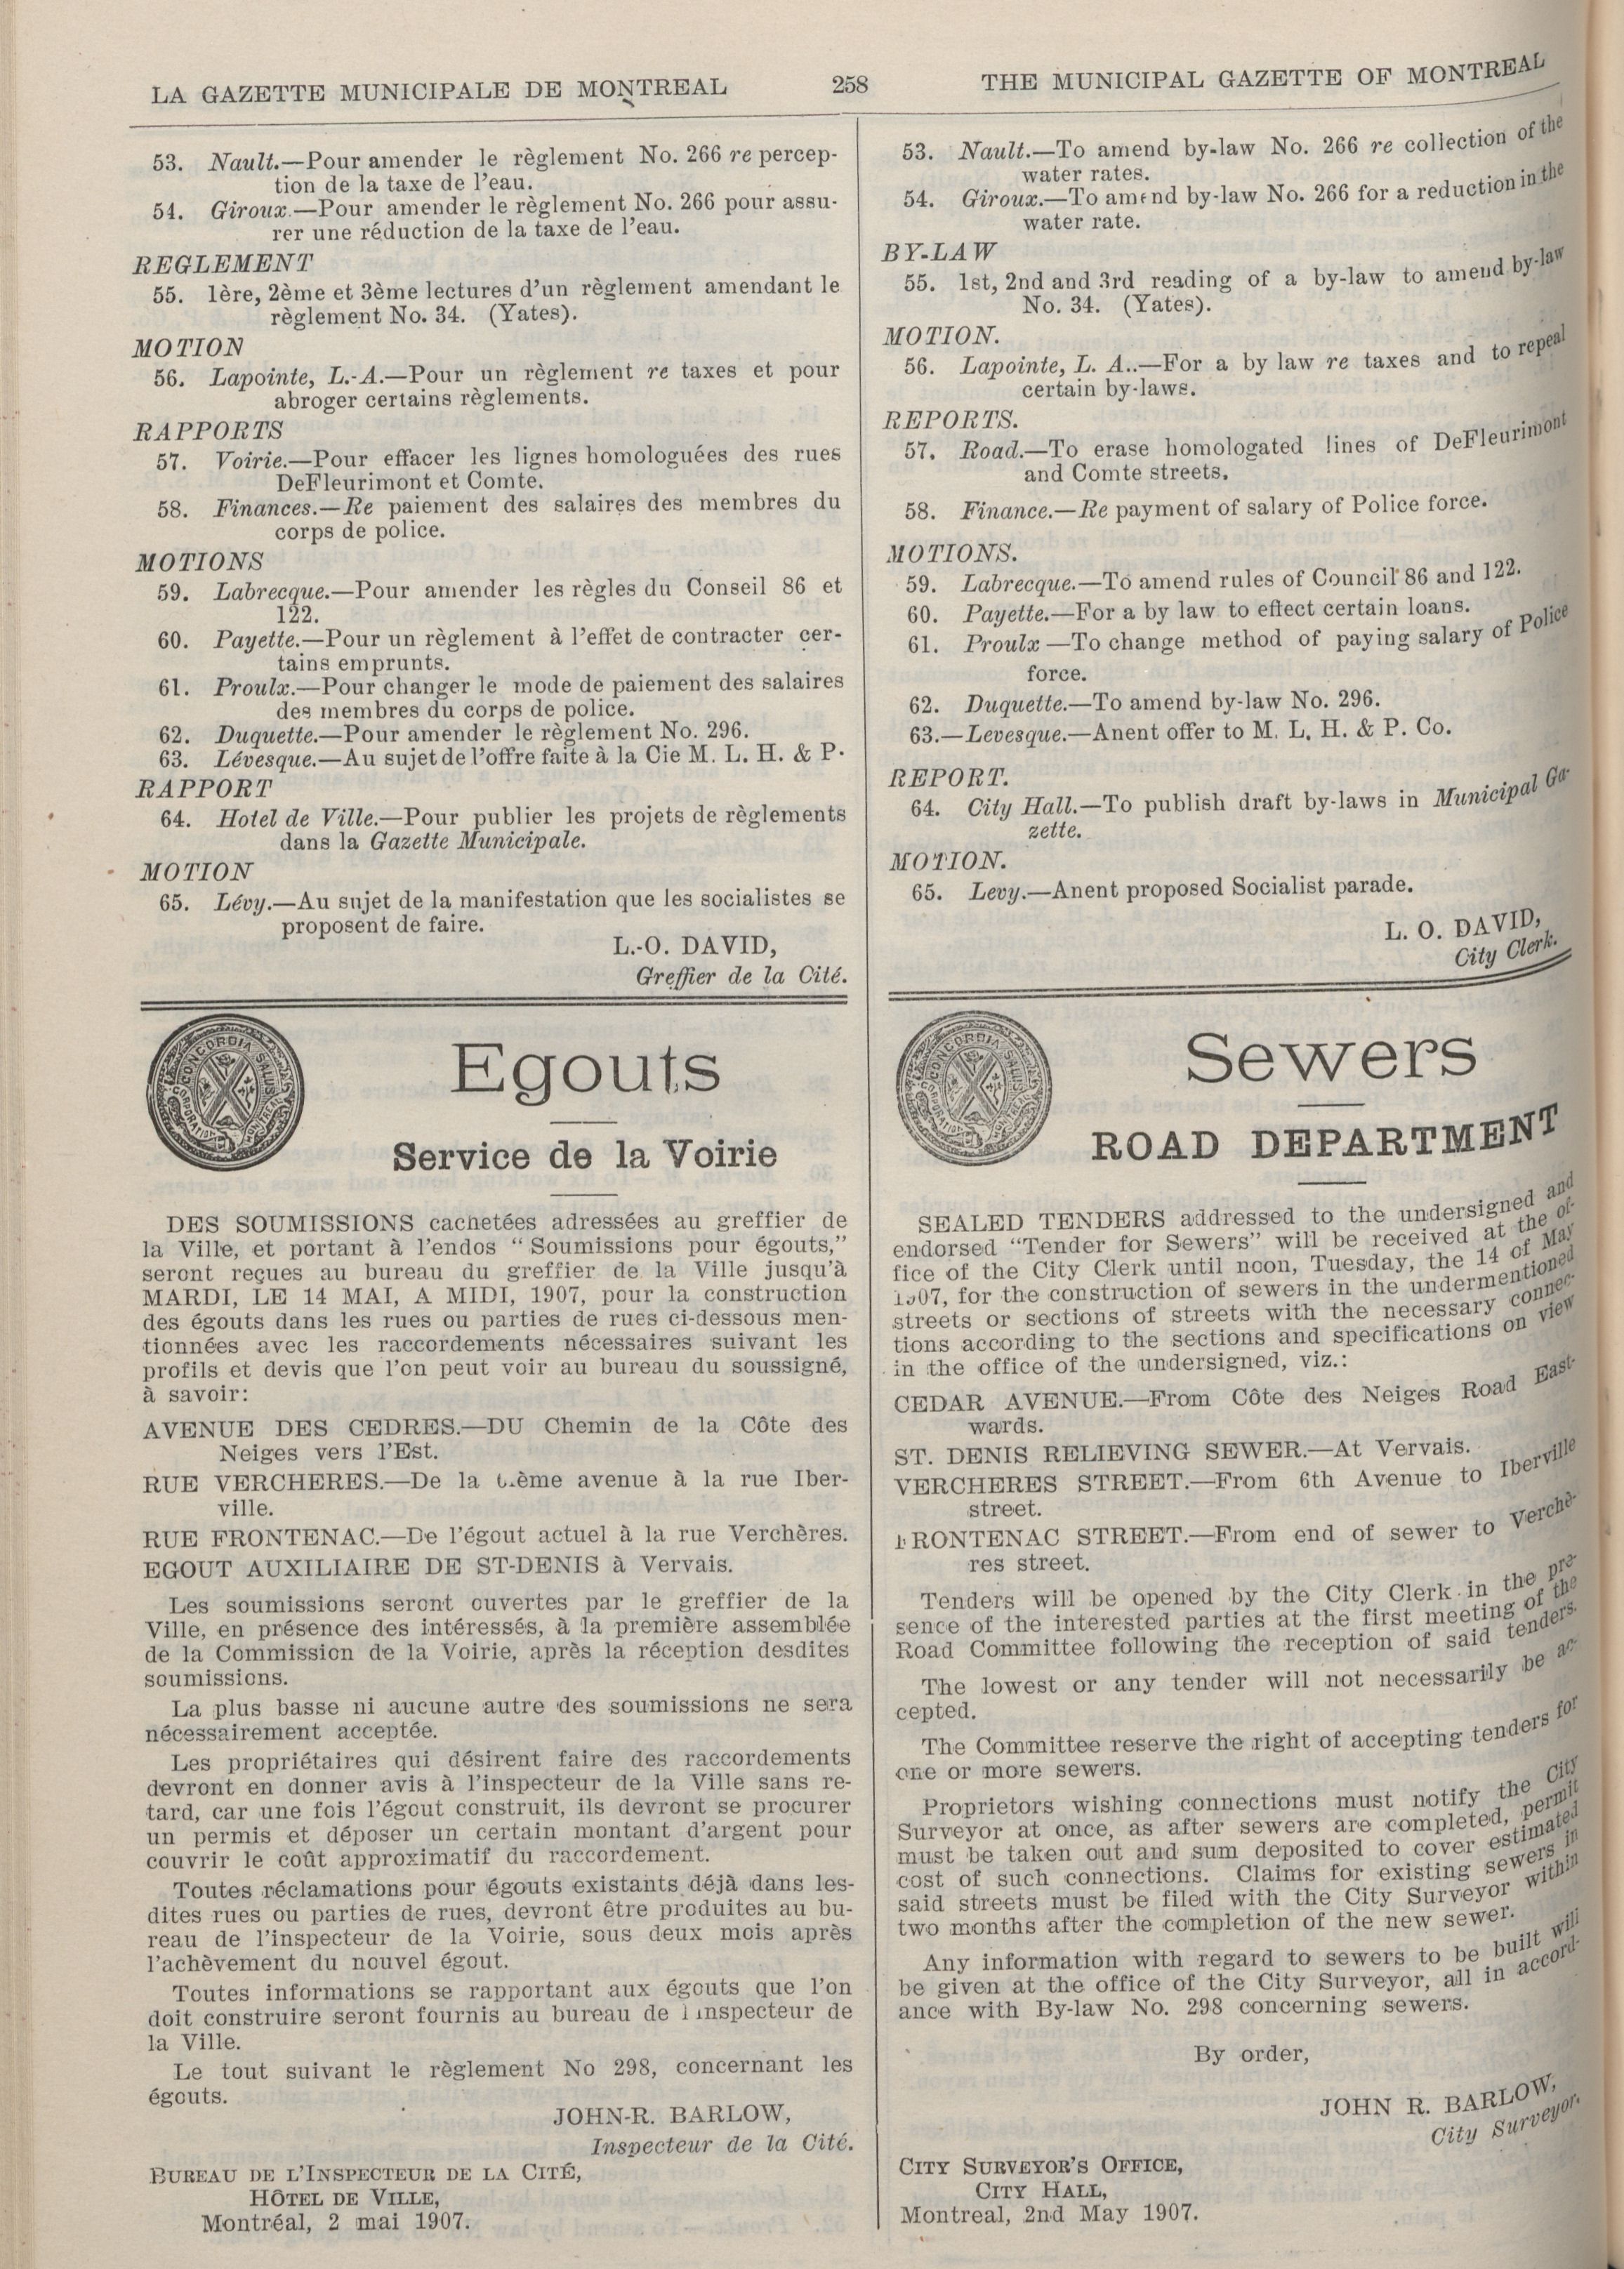 LA GAZETTE MUNICIPALE DE MONTREAL 258 THE MUNICIPAL GAZETTE OF MONTREAL
53. Nault.—Pour amender le règlement No. 266 re percep-
tion de la taxe de l'eau.
54. Giroux.—Pour amender le règlement No. 266 pour assu-
rer une réduction de la taxe de l'eau.
REGLEMENT
55. 1ère, 2ème et 3ème lectures d'un règlement amendant le
règlement No. 34. (Yates).
MOTION
56. Lapointe, L.-A.—Pour un règlement re taxes et pour
abroger certains règlements.
RAPPORTS
57. Voirie.—Pour effacer les lignes homologuées des rues
DeFleurimont et Comte.
58. Finances.—Re paiement des salaires des membres du
corps de police.
MOTIONS
59. Labrecque.—Pour amender les règles du Conseil 86 et
122.
60. Payette.—Pour un règlement à l'effet de contracter cer-
tains emprunts.
61. Proulx.—Pour changer le mode de paiement des salaires
des membres du corps de police.
62. Duquette.—Pour amender le règlement No. 296.
63. Lévesque.—Au sujet de l'offre faite à la Cie M. L. H. & P.
RAPPORT
64. Hotel de Ville.—Pour publier les projets de règlements
dans la Gazette Municipale.
MOTION
65. Lévy.—Au sujet de la manifestation que les socialistes se
proposent de faire.
L.-O. DAVID,
Greffier de la Cité.
Egouts
Service de la Voirie
DES SOUMISSIONS cachetées adressées au greffier de
la Ville, et portant à l'endos "Soumissions pour égouts,"
seront reçues au bureau du greffier de la Ville jusqu'à
MARDI, LE 14 MAI, A MIDI, 1907, pour la construction
des égouts dans les rues ou parties de rues ci-dessous men-
tionnées avec les raccordements nécessaires suivant les
profils et devis que l'on peut voir au bureau du soussigné,
à savoir:
AVENUE DES CEDRES.—DU Chemin de la Côte des
Neiges vers l'Est.
RUE VERCHERES.—De la 6.ème avenue à la rue Iber-
ville.
RUE FRONTENAC.—De l'égout actuel à la rue Verchères.
EGOUT AUXILIAIRE DE ST-DENIS à Vervais.
Les soumissions seront ouvertes par le greffier de la
Ville, en présence des intéressés, à la première assemblée
de la Commission de la Voirie, après la réception desdites
soumissions.
La plus basse ni aucune autre des soumissions ne sera
nécessairement acceptée.
Les propriétaires qui désirent faire des raccordements
devront en donner avis à l'inspecteur de la Ville sans re-
tard, car une fois l'égout construit, ils devront se procurer
un permis et déposer un certain montant d'argent pour
couvrir le coût approximatif du raccordement.
Toutes réclamations pour égouts existants déjà dans les-
dites rues ou parties de rues, devront être produites au bu-
reau de l'inspecteur de la Voirie, sous deux mois après
l'achèvement du nouvel égout.
Toutes informations se rapportant aux égouts que l'on
doit construire seront fournis au bureau de l'inspecteur de
la Ville.
Le tout suivant le règlement No 298, concernant les
égouts.
JOHN-R. BARLOW,
Inspecteur de la Cité.
BUREAU DE L'INSPECTEUR DE LA CITÉ,
HÔTEL DE VILLE,
Montréal, 2 mai 1907.
53. Nault.—To amend by-law No. 266 re collection of the
water rates.
54. Giroux.—To amend by-law No. 266 for a reduction in the
water rate.
BY-LAW
55. 1st, 2nd and 3rd reading of a by-law to amend by-law
No. 34. (Yates).
MOTION.
56. Lapointe, L. A..—For a by law re taxes and to repeal
certain by-laws.
REPORTS.
57. Road.—To erase homologated lines of DeFleurimont
and Comte streets.
58. Finance.—Re payment of salary of Police force.
MOTIONS.
59. Labrecque.—To amend rules of Council 86 and 122.
60. Payette.—For a by law to effect certain loans.
61. Proulx—To change method of paying salary of Police
force.
62. Duquette.—To amend by-law No. 296.
63.—Levesque.—Anent offer to M. L. H. & P. Co.
REPORT.
64. City Hall.—To publish draft by-laws in Municipal Ga-
zette.
MOTION.
65. Levy.—Anent proposed Socialist parade.
L. O. DAVID,
City Clerk.
Sewers
ROAD DEPARTMENT
SEALED TENDERS addressed to the undersigned and
endorsed "Tender for Sewers" will be received at the of-
fice of the City Clerk until noon, Tuesday, the 14 of May
1907, for the construction of sewers in the undermentioned
streets or sections of streets with the necessary connec-
tions according to the sections and specifications on view
in the office of the undersigned, viz.:
CEDAR AVENUE.—From Côte des Neiges Road East-
wards.
ST. DENIS RELIEVING SEWER.—At Vervais.
VERCHERES STREET.—From 6th Avenue to Iberville
street.
FRONTENAC STREET.—From end of sewer to Verchè-
res street.
Tenders will be opened by the City Clerk in the pre-
sence of the interested parties at the first meeting of the
Road Committee following the reception of said tenders.
The lowest or any tender will not necessarily be ac-
cepted.
The Committee reserve the right of accepting tenders for
one or more sewers.
Proprietors wishing connections must notify the City
Surveyor at once, as after sewers are completed, permit
must be taken out and sum deposited to cover estimated
cost of such connections. Claims for existing sewers in
said streets must be filed with the City Surveyor within
two months after the completion of the new sewer.
Any information with regard to sewers to be built will
be given at the office of the City Surveyor, all in accord-
ance with By-law No. 298 concerning sewers.
By order,
JOHN R. BARLOW,
City Surveyor.
CITY SURVEYOR'S OFFICE,
CITY HALL,
Montreal, 2nd May 1907.
CONCORDIA SALUS